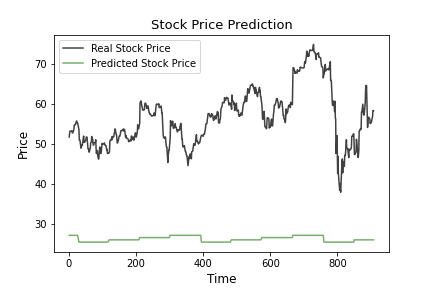 Stock Price Prediction
Real Stock Price
Predicted Stock Price
Price
70
60
50
40
30
0 200 400 600 800
Time